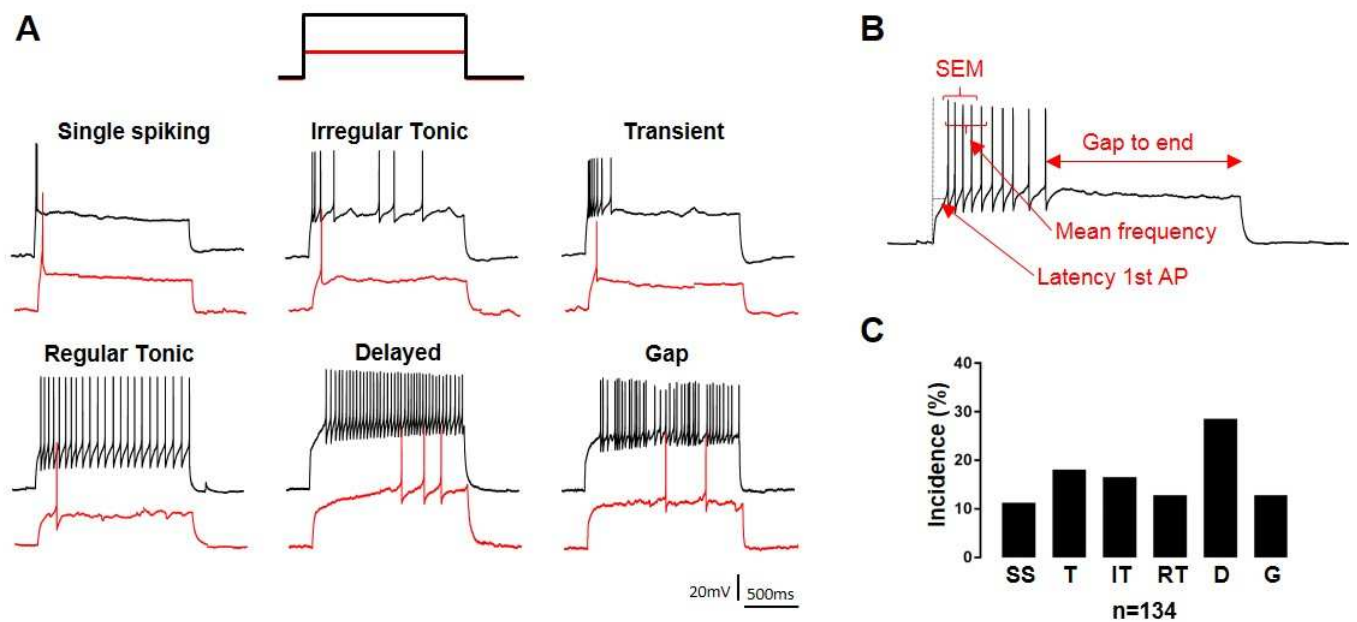 A
Single spiking
Irregular Tonic
Transient
Regular Tonic
Delayed
Gap
20mV
500ms
B
SEM
Gap to end
Mean frequency
Latency 1st AP
C
Incidence (%)
40
30
20
10
0
SS T IT RT D G
n=134